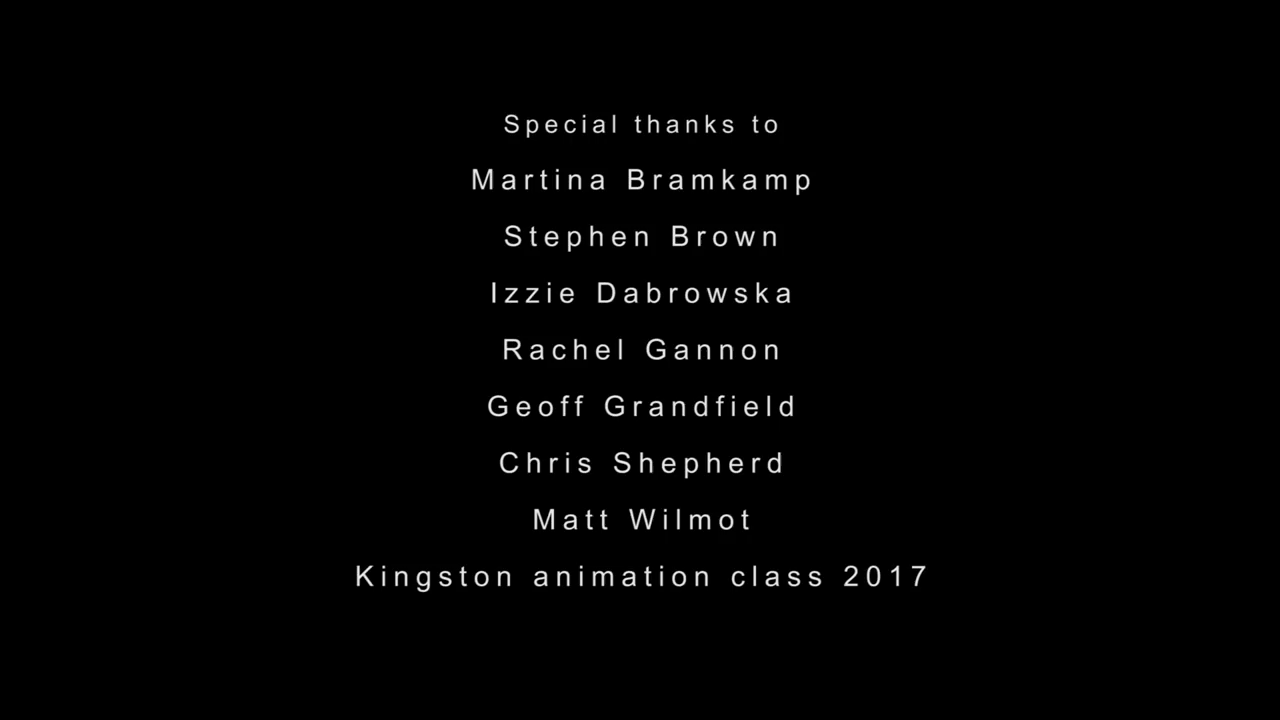 Special thanks to
Martina Bramkamp
Stephen Brown
Izzie Dabrowska
Rachel Gannon
Geoff Grandfield
Chris Shepherd
Matt Wilmot
Kingston animation class 2017